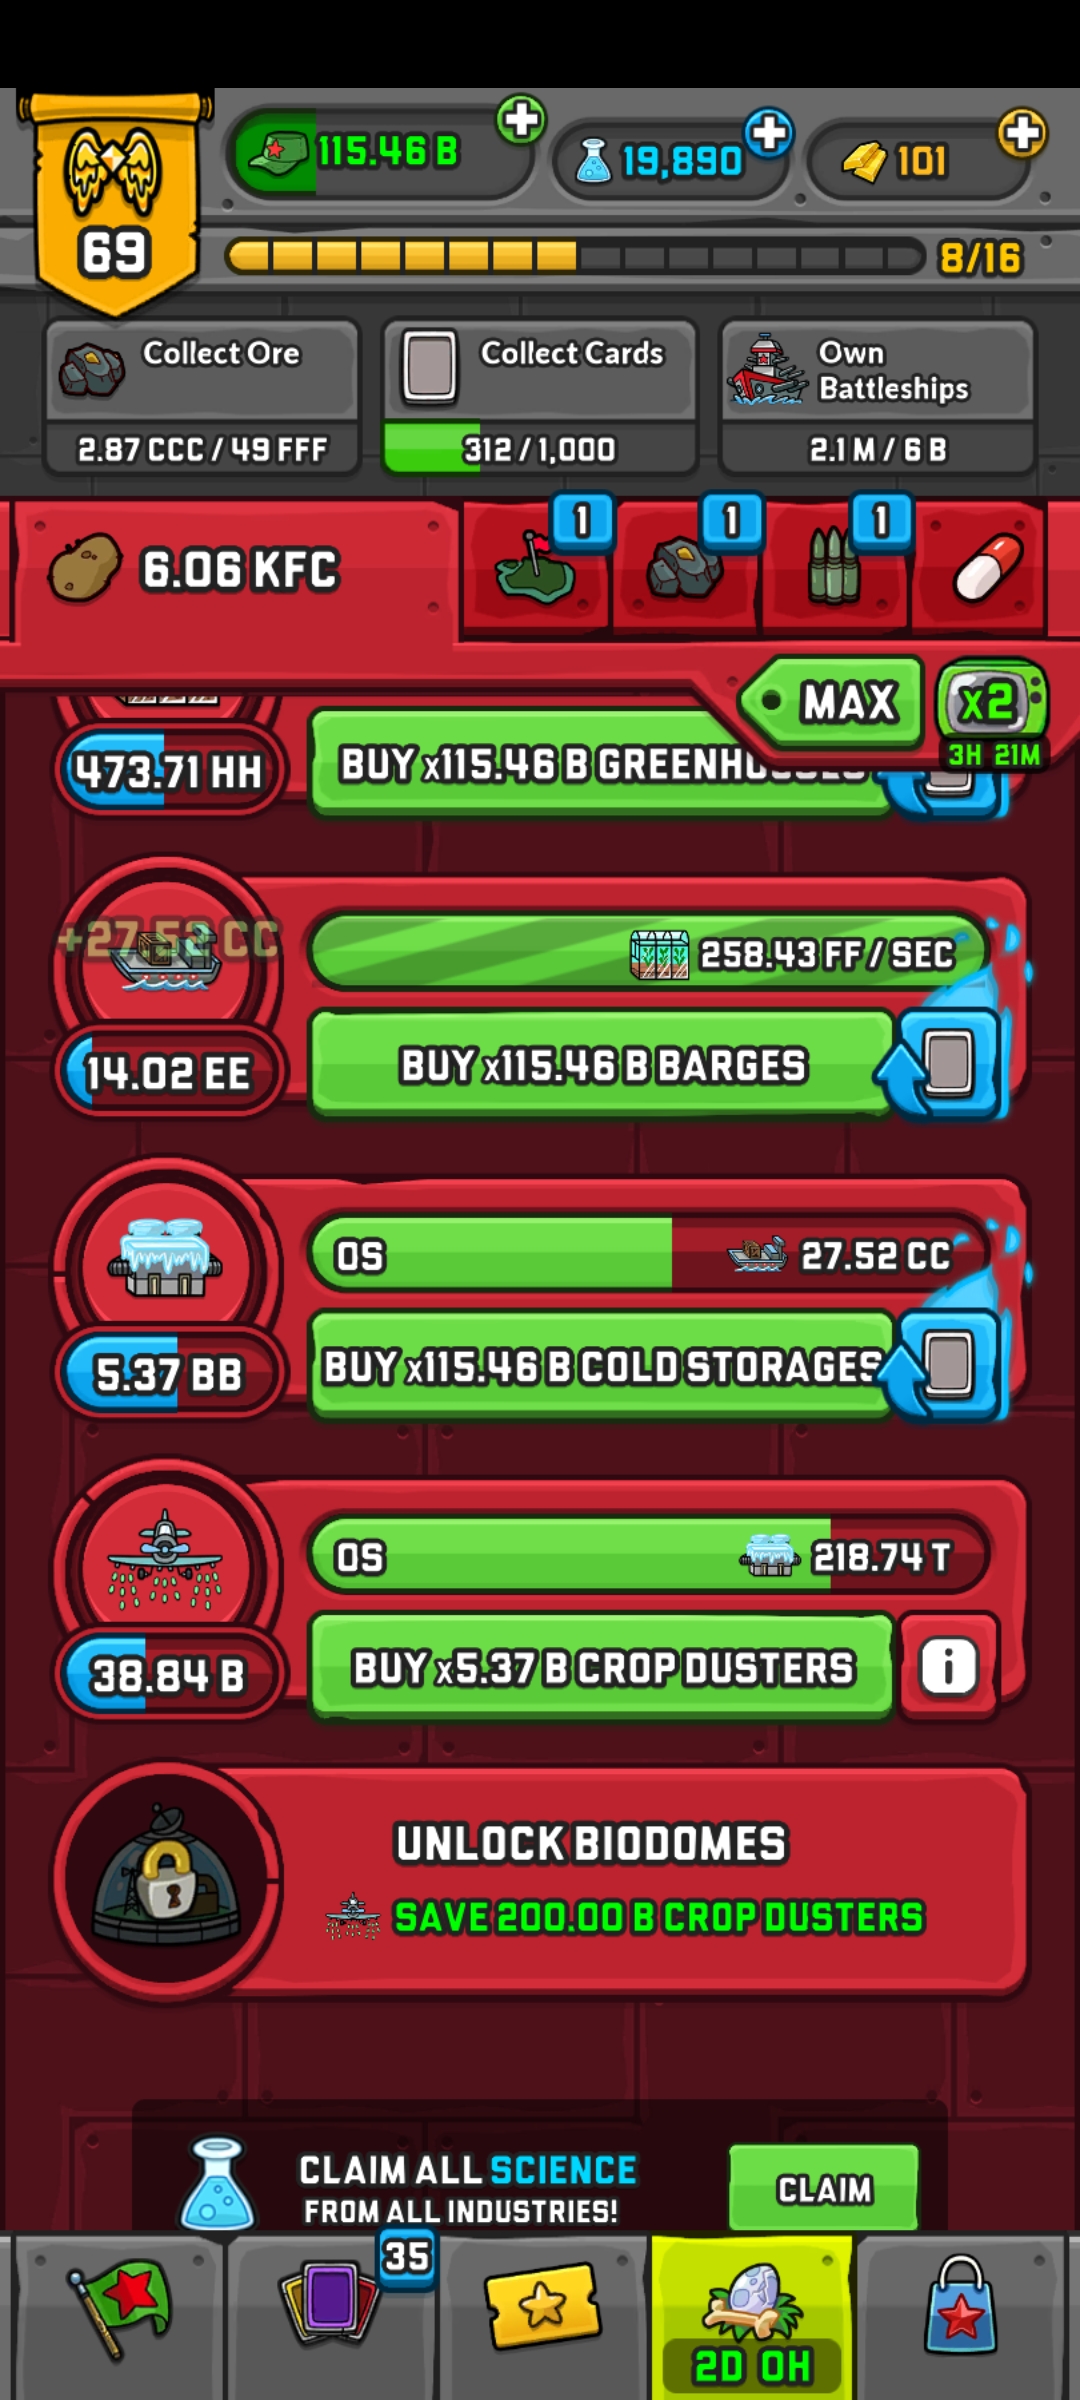 115.46 B
19,890
101
69
8/16
Collect Ore
2.87 CCC / 49 FFF
Collect Cards
312 / 1,000
Own
Battleships
2.1 M / 6 B
6.06 KFC
1
1
1
MAX
x2
3H 21M
473.71 HH
BUY x115.46 B GREENHOUSES
+27.52 CC
258.43 FF / SEC
14.02 EE
BUY x115.46 B BARGES
0S
27.52 CC
5.37 BB
BUY x115.46 B COLD STORAGES
0S
218.74 T
38.84 B
BUY x5.37 B CROP DUSTERS
i
UNLOCK BIODOMES
SAVE 200.00 B CROP DUSTERS
CLAIM ALL SCIENCE
FROM ALL INDUSTRIES!
CLAIM
35
2D 0H